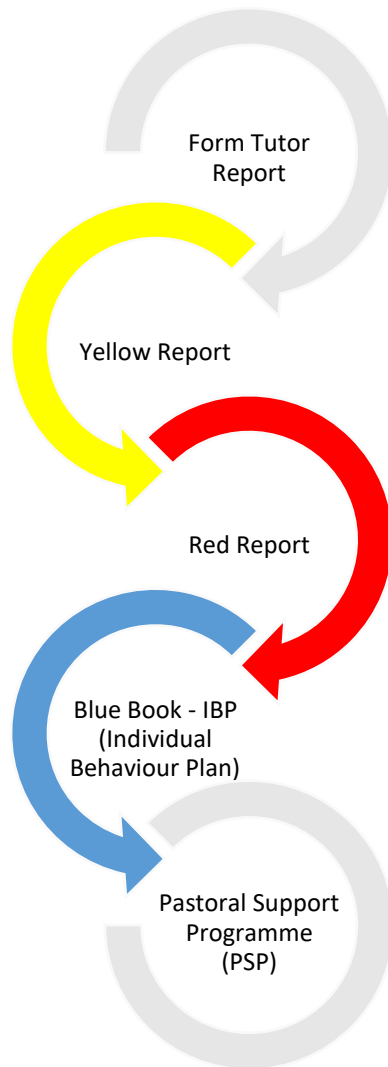 Form Tutor
Report
Yellow Report
Red Report
Blue Book - IBP
(Individual
Behaviour Plan)
Pastoral Support
Programme
(PSP)